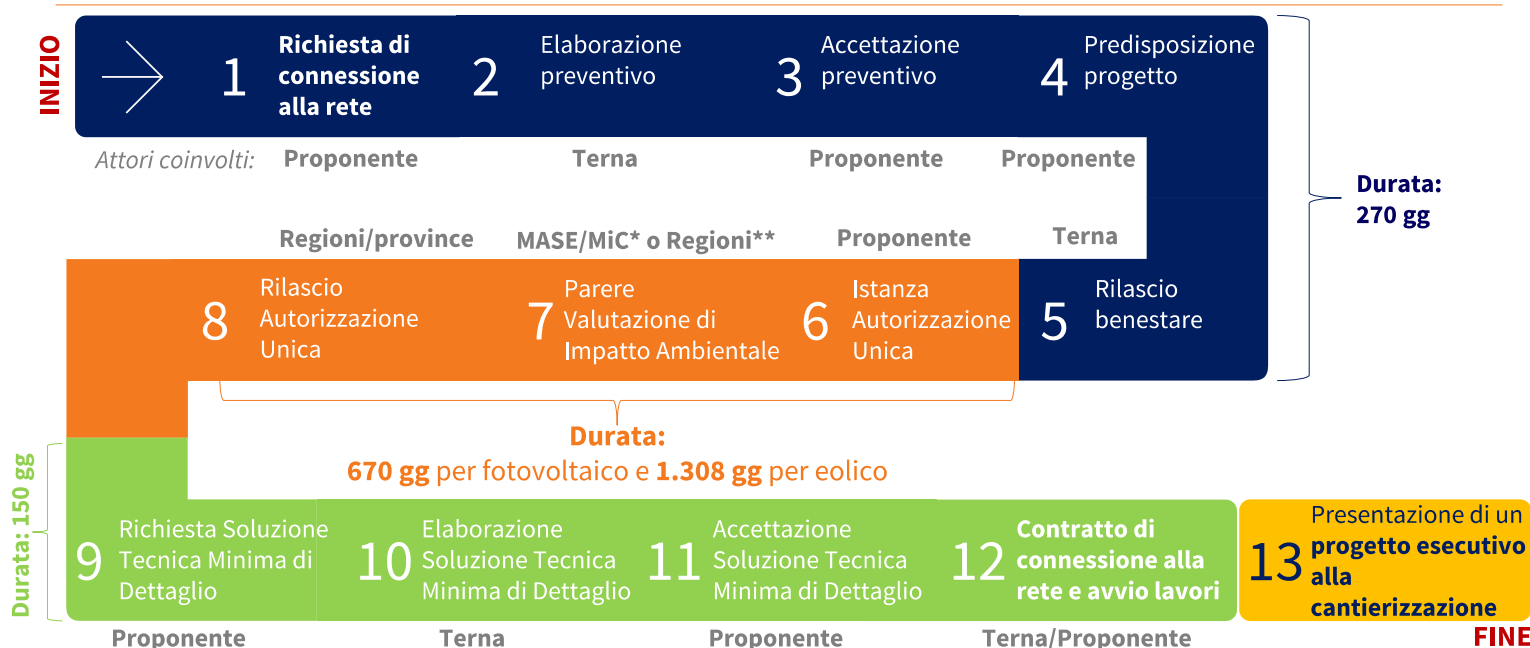 INIZIO
1
Richiesta di
connessione
alla rete
2
Elaborazione
preventivo
3
Accettazione
preventivo
4
Predisposizione
progetto
Attori coinvolti:
Proponente
Terna
Proponente
Proponente
Durata:
270 gg
Regioni/province
MASE/MiC* o Regioni**
Proponente
Terna
8
Rilascio
Autorizzazione
Unica
7
Parere
Valutazione di
Impatto Ambientale
6
Istanza
Autorizzazione
Unica
5
Rilascio
benestare
Durata:
670 gg per fotovoltaico e 1.308 gg per eolico
Durata: 150 gg
9
Richiesta Soluzione
Tecnica Minima di
Dettaglio
10
Elaborazione
Soluzione Tecnica
Minima di Dettaglio
11
Accettazione
Soluzione Tecnica
Minima di Dettaglio
12
Contratto di
connessione alla
rete e avvio lavori
13
Presentazione di un
progetto esecutivo
alla
cantierizzazione
Proponente
Terna
Proponente
Terna/Proponente
FINE